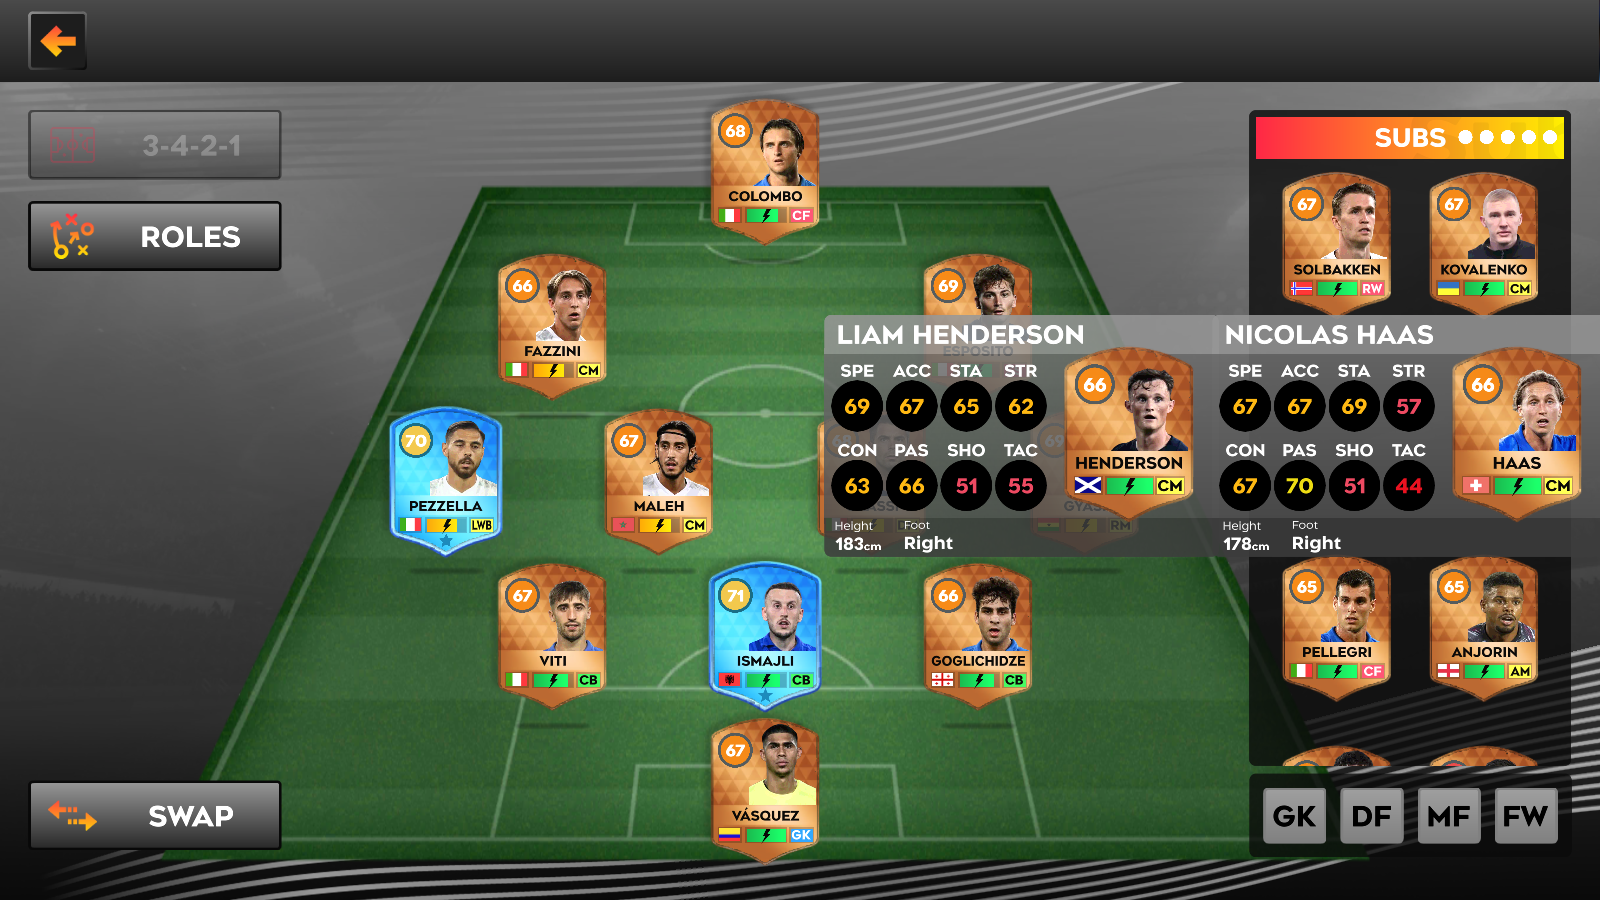 3-4-2-1
ROLES
SWAP
68
COLOMBO
CF
66
FAZZINI
CM
69
ESPOSITO
70
PEZZELLA
LWB
67
MALEH
CM
68
69
GYAS
RM
67
VITI
CB
71
ISMAJLI
CB
66
GOGLICHIDZE
CB
67
VÁSQUEZ
GK
SUBS
67
SOLBAKKEN
RW
67
KOVALENKO
CM
LIAM HENDERSON
SPE ACC STA STR
69 67 65 62
CON PAS SHO TAC
63 66 51 55
Height Foot
183cm Right
66
HENDERSON
CM
NICOLAS HAAS
SPE ACC STA STR
67 67 69 57
CON PAS SHO TAC
67 70 51 44
Height Foot
178cm Right
66
HAAS
CM
65
PELLEGRI
CF
65
ANJORIN
AM
GK DF MF FW